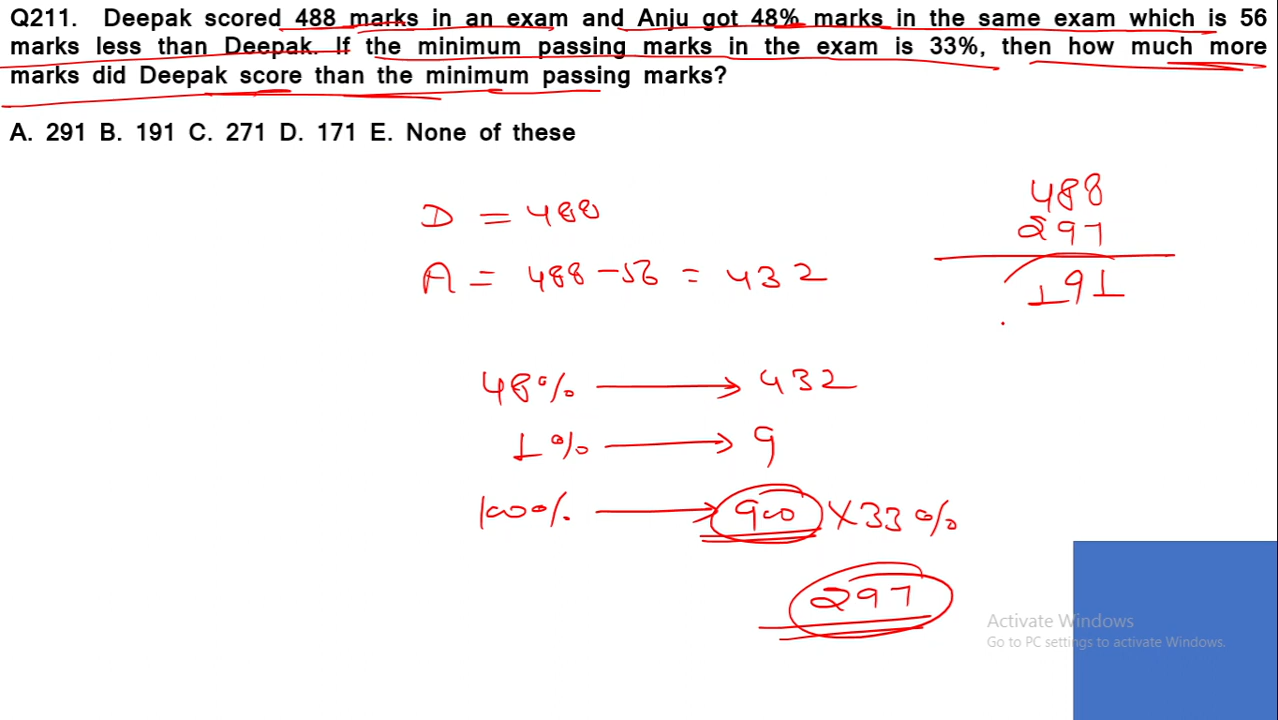 Q211. Deepak scored 488 marks in an exam and Anju got 48% marks in the same exam which is 56
marks less than Deepak. If the minimum passing marks in the exam is 33%, then how much more
marks did Deepak score than the minimum passing marks?
A. 291 B. 191 C. 271 D. 171 E. None of these
D = 488
A = 488 - 56 = 432
48% → 432
1% → 9
100% → 900 × 33%
297
488
297
191
Activate Windows
Go to PC settings to activate Windows.